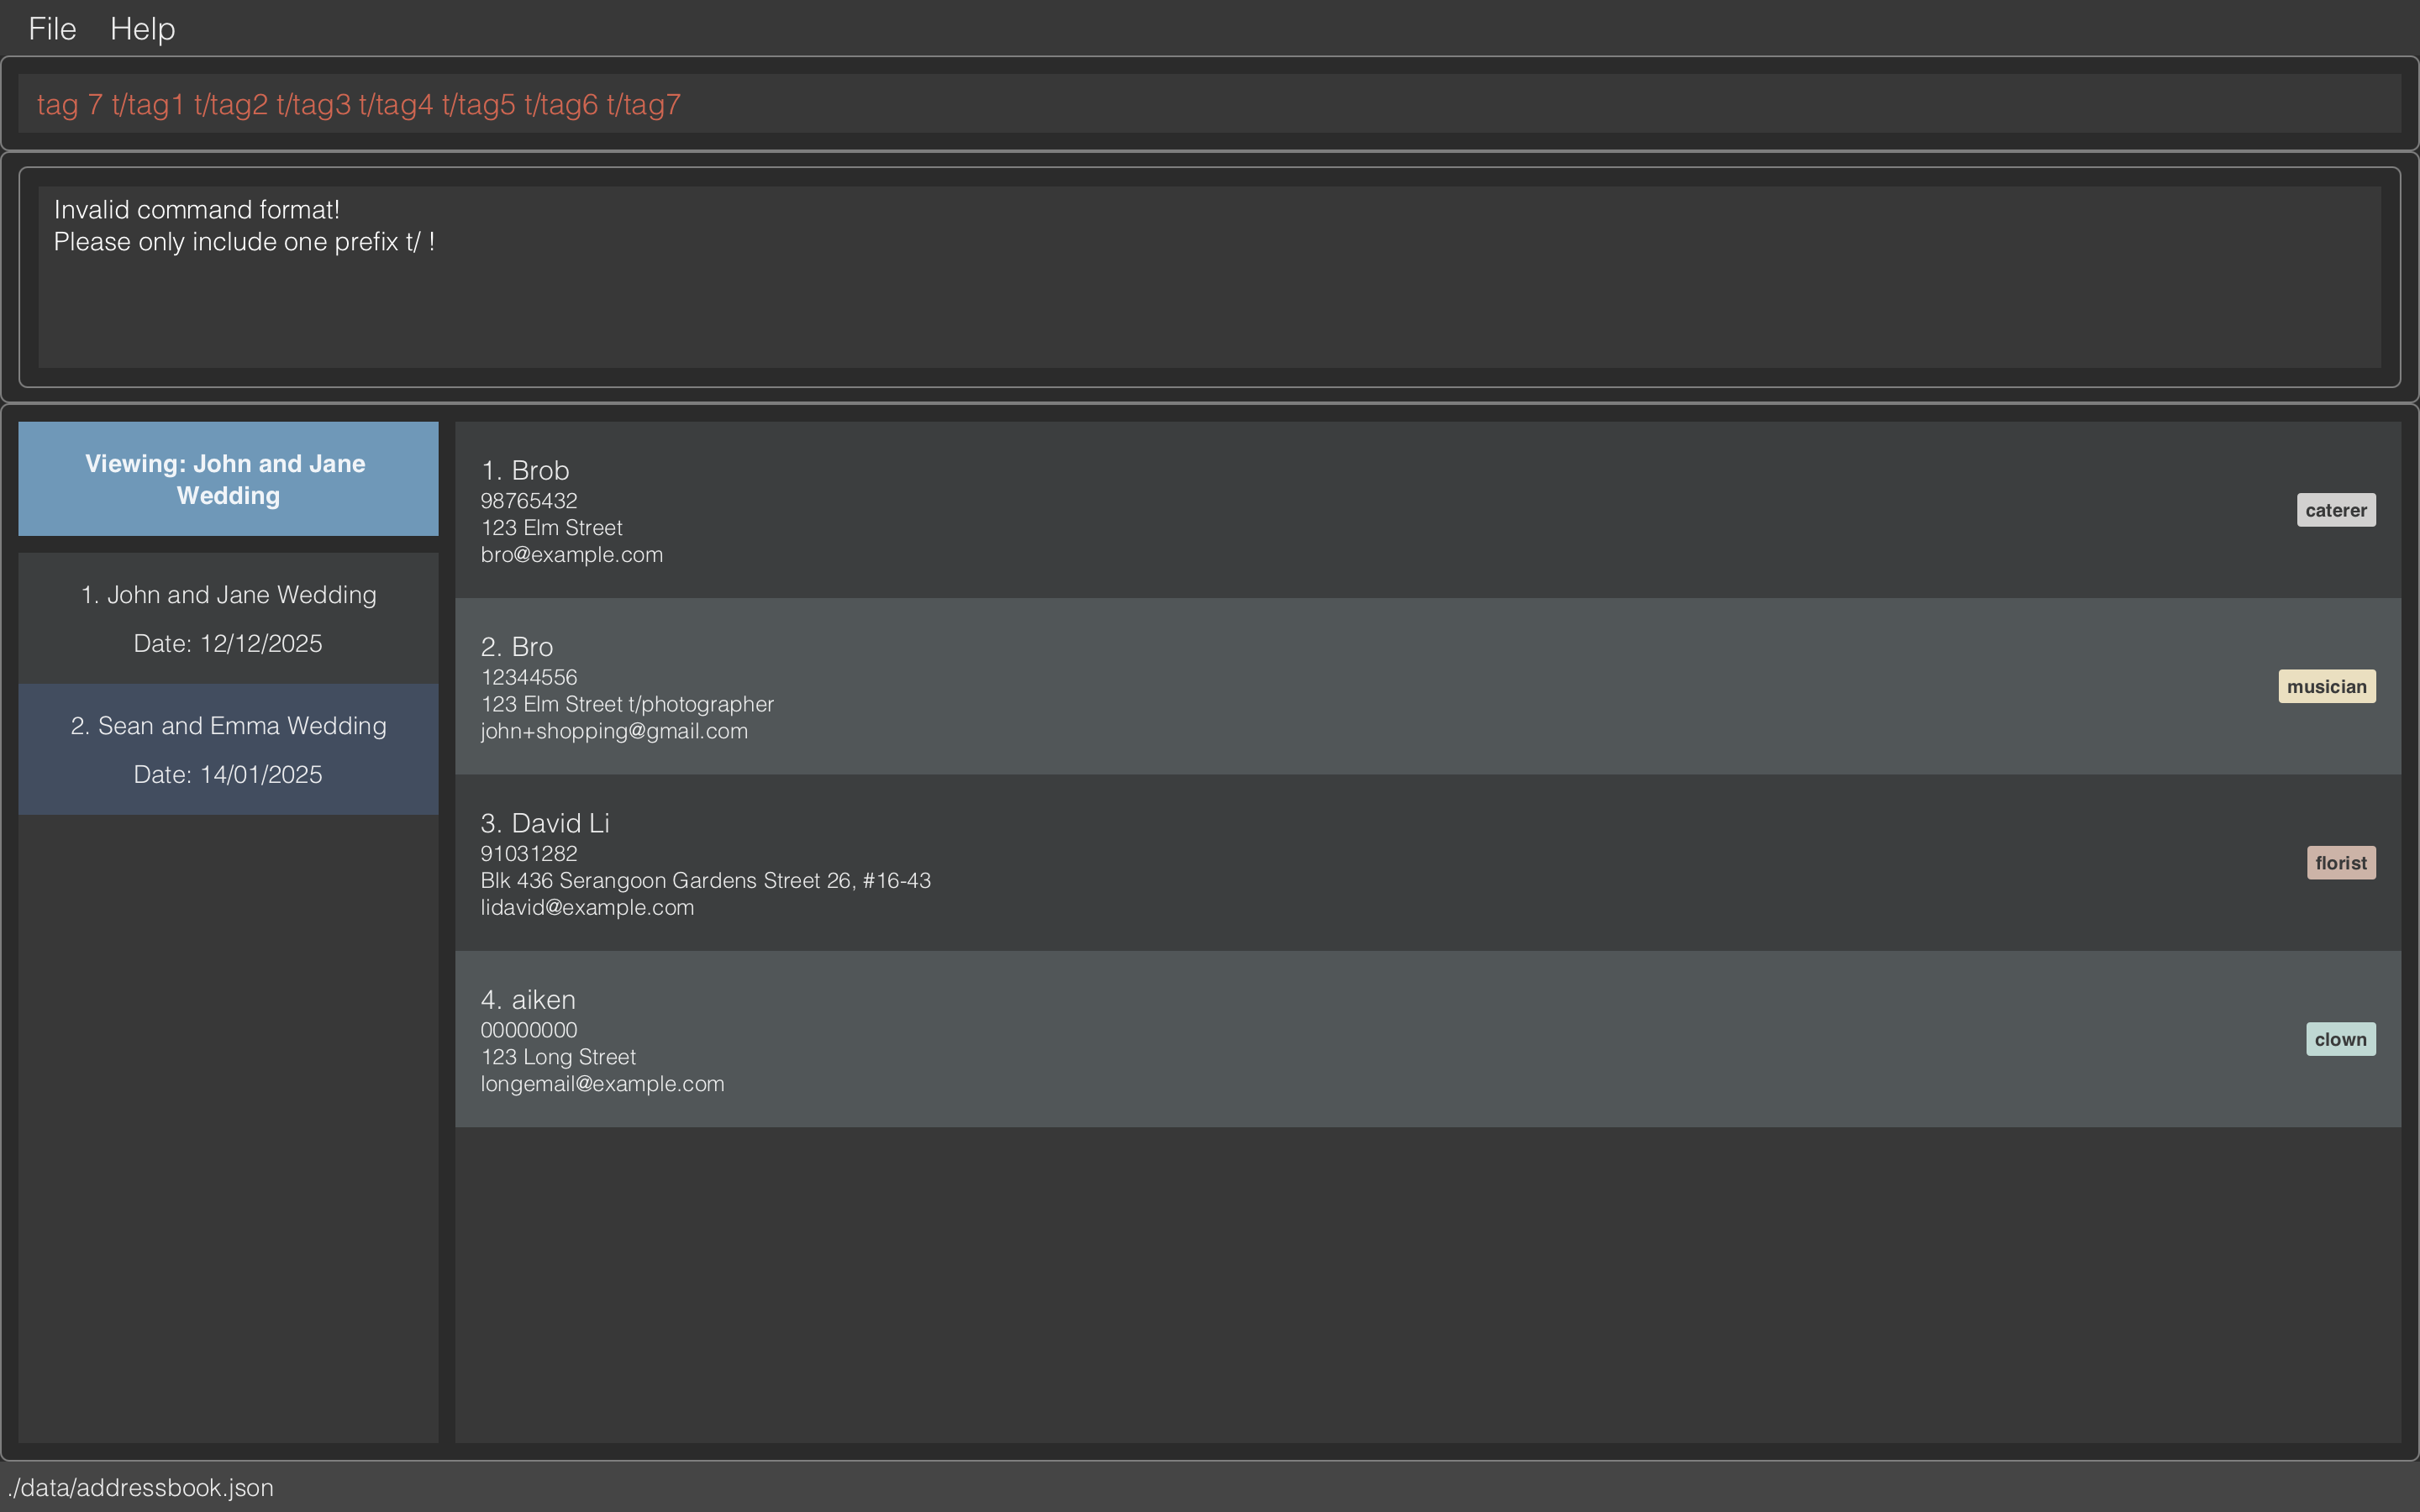 File Help
tag 7 t/tag1 t/tag2 t/tag3 t/tag4 t/tag5 t/tag6 t/tag7
Invalid command format!
Please only include one prefix t/ !
Viewing: John and Jane
Wedding
1. John and Jane Wedding
Date: 12/12/2025
2. Sean and Emma Wedding
Date: 14/01/2025
1. Brob
98765432
123 Elm Street
bro@example.com
caterer
2. Bro
12344556
123 Elm Street t/photographer
john+shopping@gmail.com
musician
3. David Li
91031282
Blk 436 Serangoon Gardens Street 26, #16-43
lidavid@example.com
florist
4. aiken
00000000
123 Long Street
longemail@example.com
clown
./data/addressbook.json